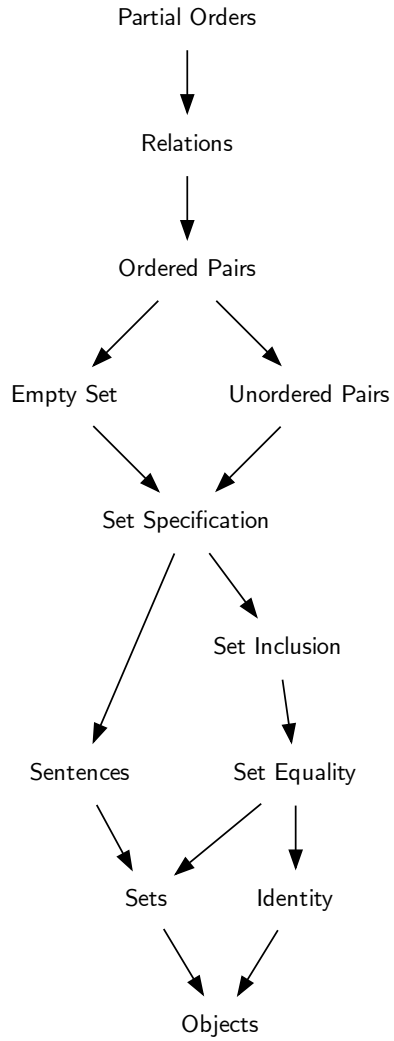 Partial Orders
Relations
Ordered Pairs
Empty Set
Unordered Pairs
Set Specification
Set Inclusion
Sentences
Set Equality
Sets
Identity
Objects